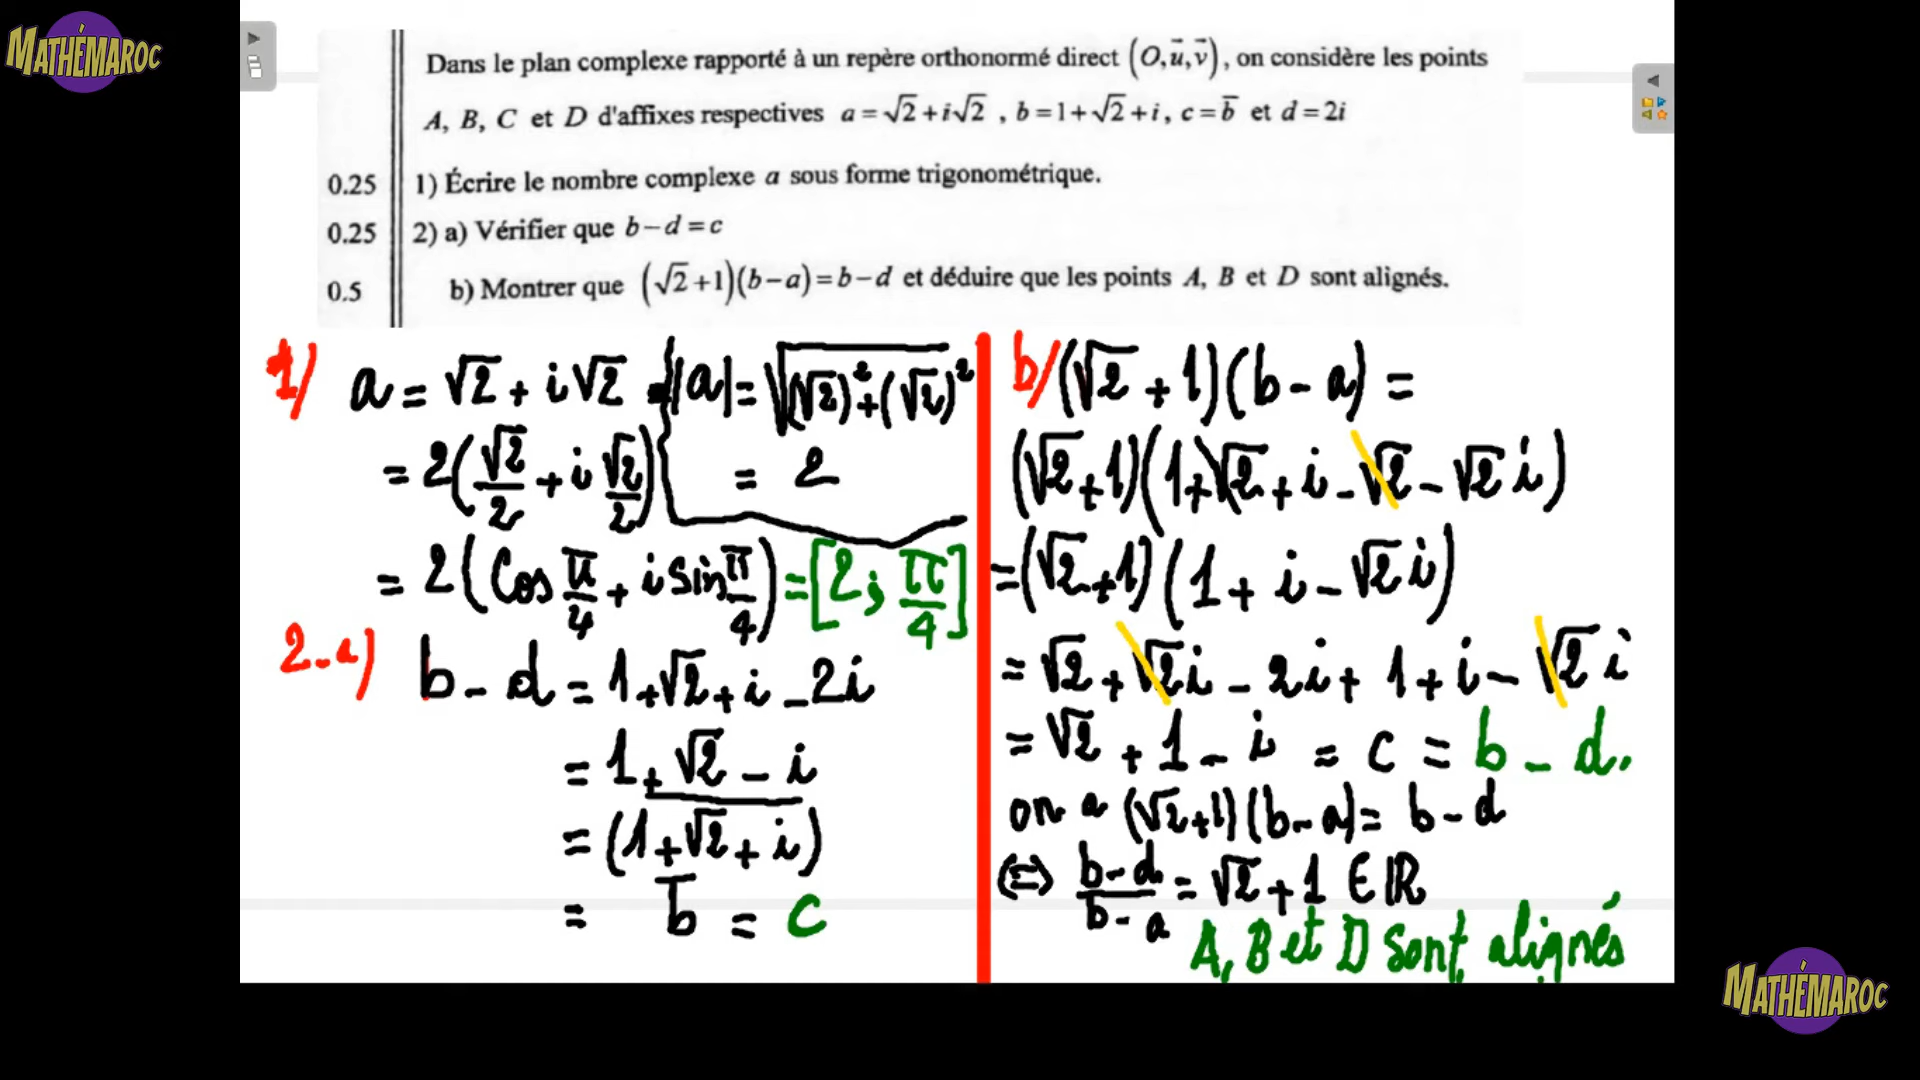 MATHÉMAROC
Dans le plan complexe rapporté à un repère orthonormé direct (O,u⃗,v⃗), on considère les points
A, B, C et D d'affixes respectives a=√2+i√2 , b=1+√2+i, c=b̅ et d=2i
0.25 1) Écrire le nombre complexe a sous forme trigonométrique.
0.25 2) a) Vérifier que b−d=c
0.5 b) Montrer que (√2+1)(b−a)=b−d et déduire que les points A, B et D sont alignés.
1/ a = √2 + i√2
= 2(√2/2 + i √2/2)
|a| = √((√2)²+(√2)²)
= 2
= 2(Cos π/4 + i Sin π/4) = [2; π/4]
2-a) b - d = 1+√2+i - 2i
= 1+√2 - i
= (1+√2+i)̅
= b̅ = c
b/ (√2+1)(b-a) =
(√2+1)(1+√2+i-√2-√2i)
=(√2+1)(1+i-√2i)
= √2+√2i-2i+1+i-√2i
= √2+1-i = c = b-d.
on a (√2+1)(b-a)= b-d
⇔ b-d/b-a = √2+1 ∈ ℝ
A, B et D sont alignés
MATHÉMAROC